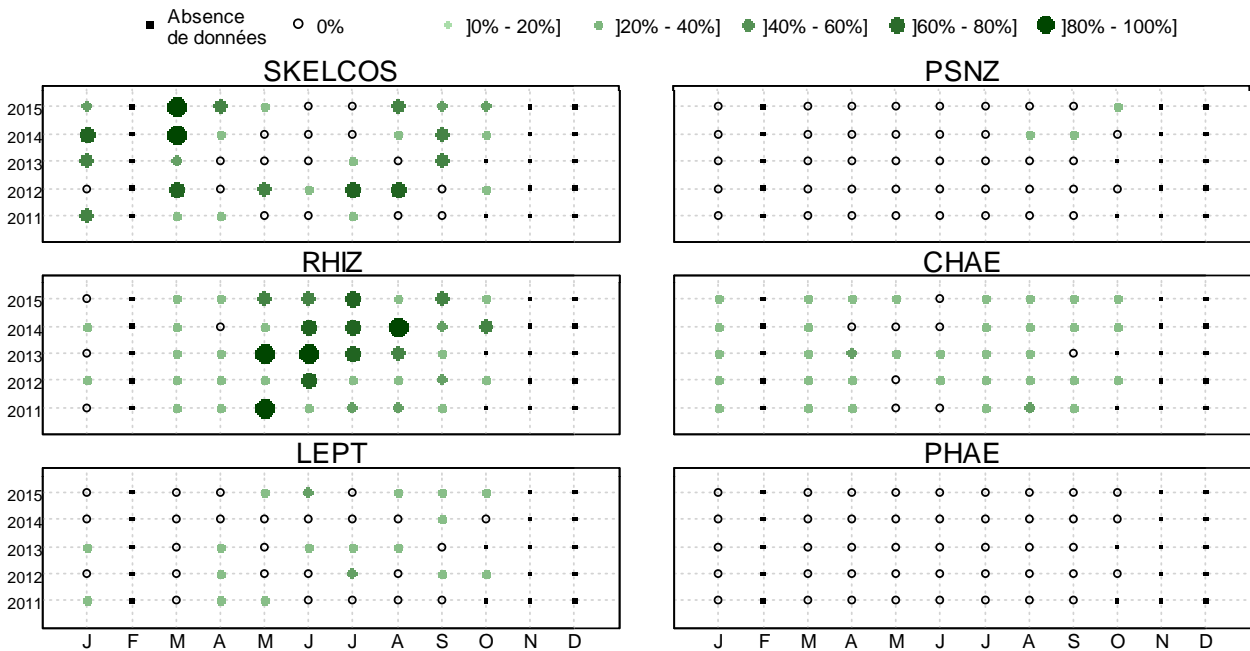 Absence
de données
0%
]0% - 20%]
]20% - 40%]
]40% - 60%]
]60% - 80%]
]80% - 100%]
SKELCOS
PSNZ
2015
2014
2013
2012
2011
RHIZ
CHAE
2015
2014
2013
2012
2011
LEPT
PHAE
2015
2014
2013
2012
2011
J F M A M J J A S O N D
J F M A M J J A S O N D